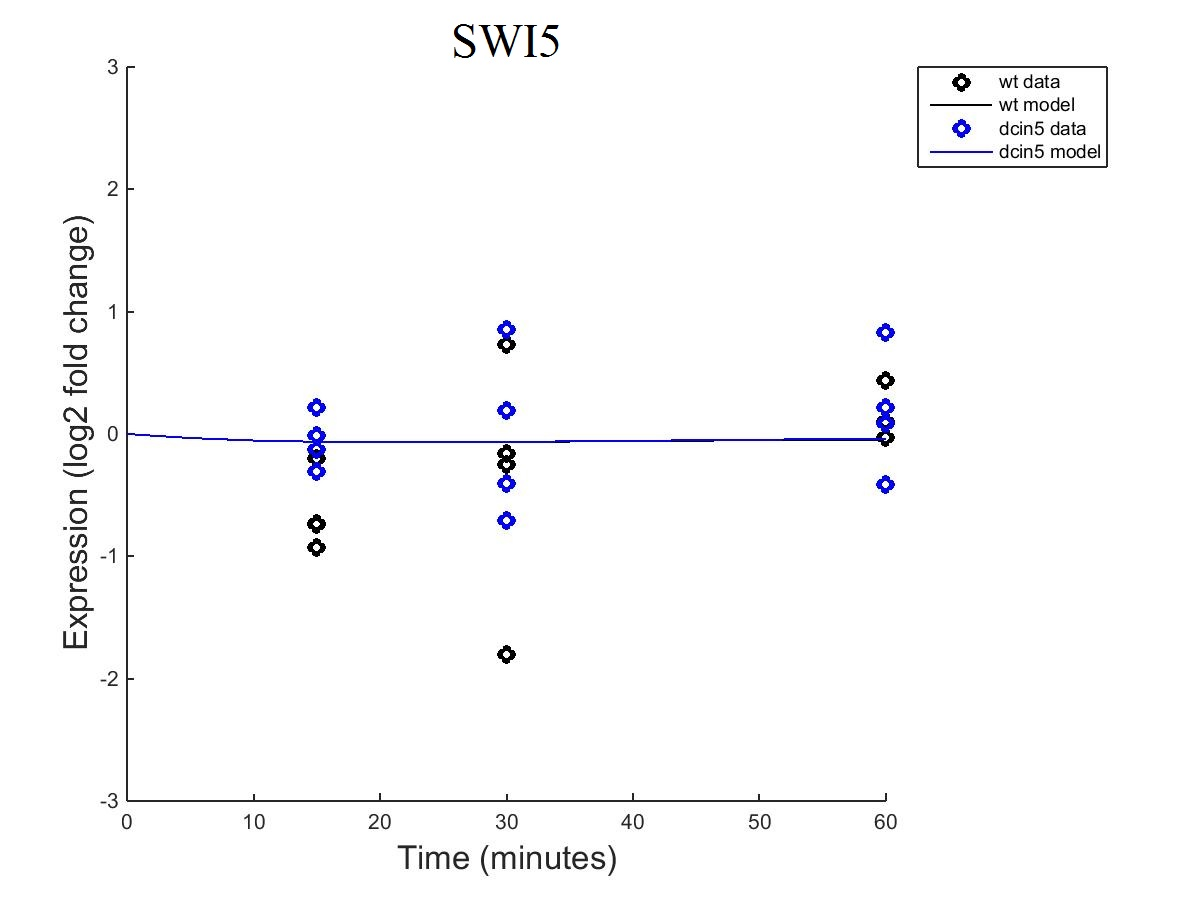 SWI5
wt data
wt model
dcin5 data
dcin5 model
Expression (log2 fold change)
3
2
1
0
-1
-2
-3
0 10 20 30 40 50 60
Time (minutes)